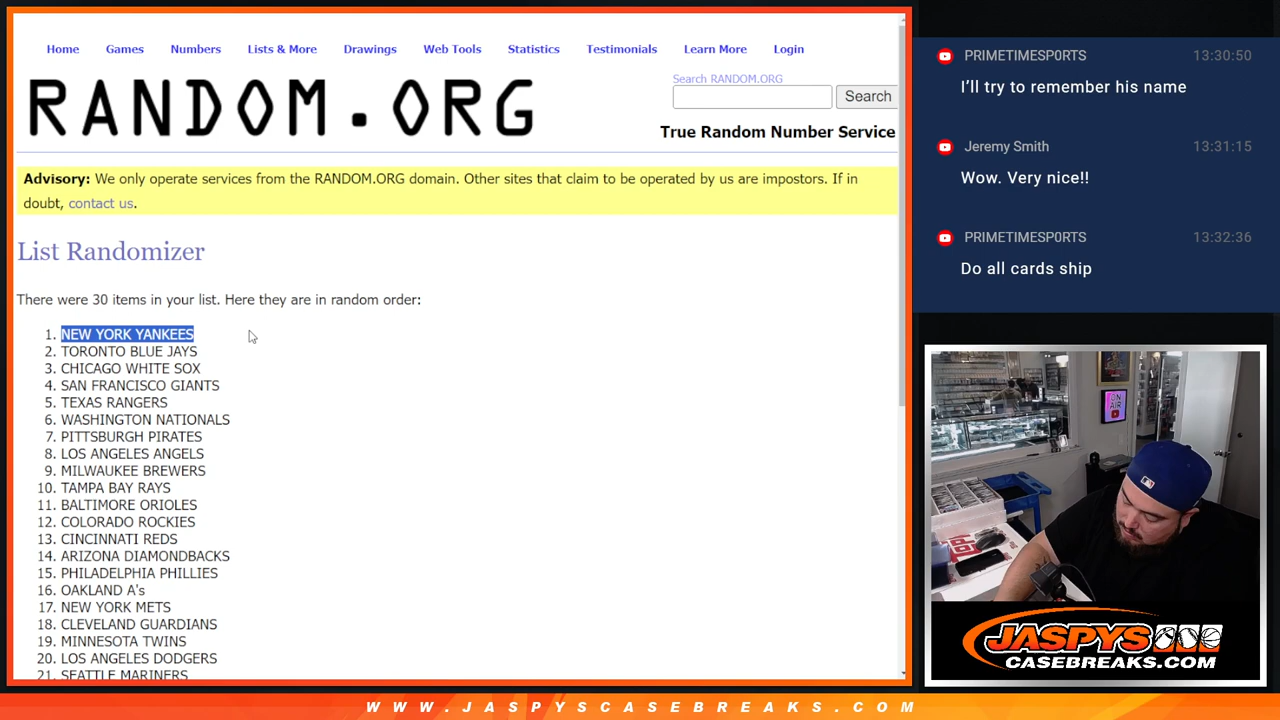 Home Games Numbers Lists & More Drawings Web Tools Statistics Testimonials Learn More Login
RANDOM.ORG
Search RANDOM.ORG
Search
True Random Number Service
Advisory: We only operate services from the RANDOM.ORG domain. Other sites that claim to be operated by us are impostors. If in
doubt, contact us.
List Randomizer
There were 30 items in your list. Here they are in random order:
1. NEW YORK YANKEES
2. TORONTO BLUE JAYS
3. CHICAGO WHITE SOX
4. SAN FRANCISCO GIANTS
5. TEXAS RANGERS
6. WASHINGTON NATIONALS
7. PITTSBURGH PIRATES
8. LOS ANGELES ANGELS
9. MILWAUKEE BREWERS
10. TAMPA BAY RAYS
11. BALTIMORE ORIOLES
12. COLORADO ROCKIES
13. CINCINNATI REDS
14. ARIZONA DIAMONDBACKS
15. PHILADELPHIA PHILLIES
16. OAKLAND A's
17. NEW YORK METS
18. CLEVELAND GUARDIANS
19. MINNESOTA TWINS
20. LOS ANGELES DODGERS
21. SEATTLE MARINERS
PRIMETIMESP0RTS 13:30:50
I'll try to remember his name
Jeremy Smith 13:31:15
Wow. Very nice!!
PRIMETIMESP0RTS 13:32:36
Do all cards ship
ON
AIR
JASPYS
CASEBREAKS.COM
WWW.JASPYSCASEBREAKS.COM